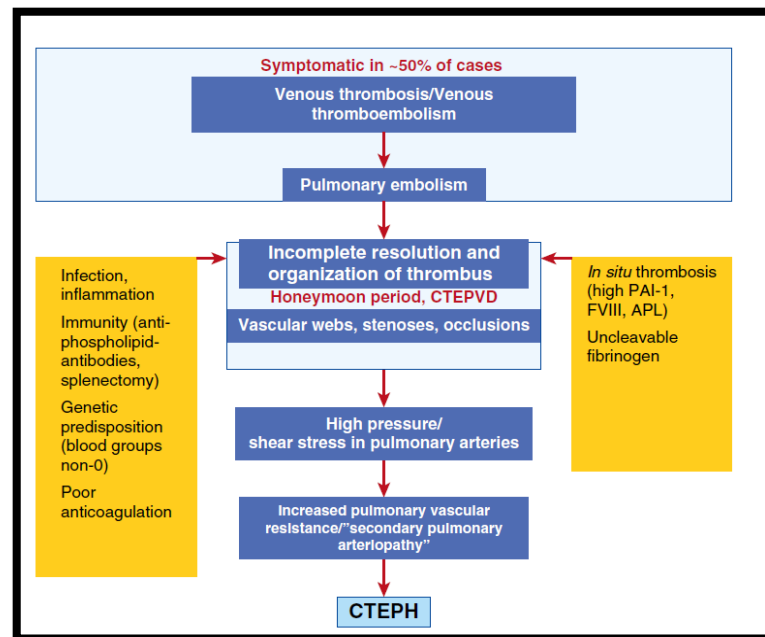 Symptomatic in ~50% of cases
Venous thrombosis/Venous
thromboembolism
Pulmonary embolism
Incomplete resolution and
organization of thrombus
Honeymoon period, CTEPVD
Vascular webs, stenoses, occlusions
Infection,
inflammation
Immunity (anti-
phospholipid-
antibodies,
splenectomy)
Genetic
predisposition
(blood groups
non-0)
Poor
anticoagulation
In situ thrombosis
(high PAI-1,
FVIII, APL)
Uncleavable
fibrinogen
High pressure/
shear stress in pulmonary arteries
Increased pulmonary vascular
resistance/"secondary pulmonary
arteriopathy"
CTEPH